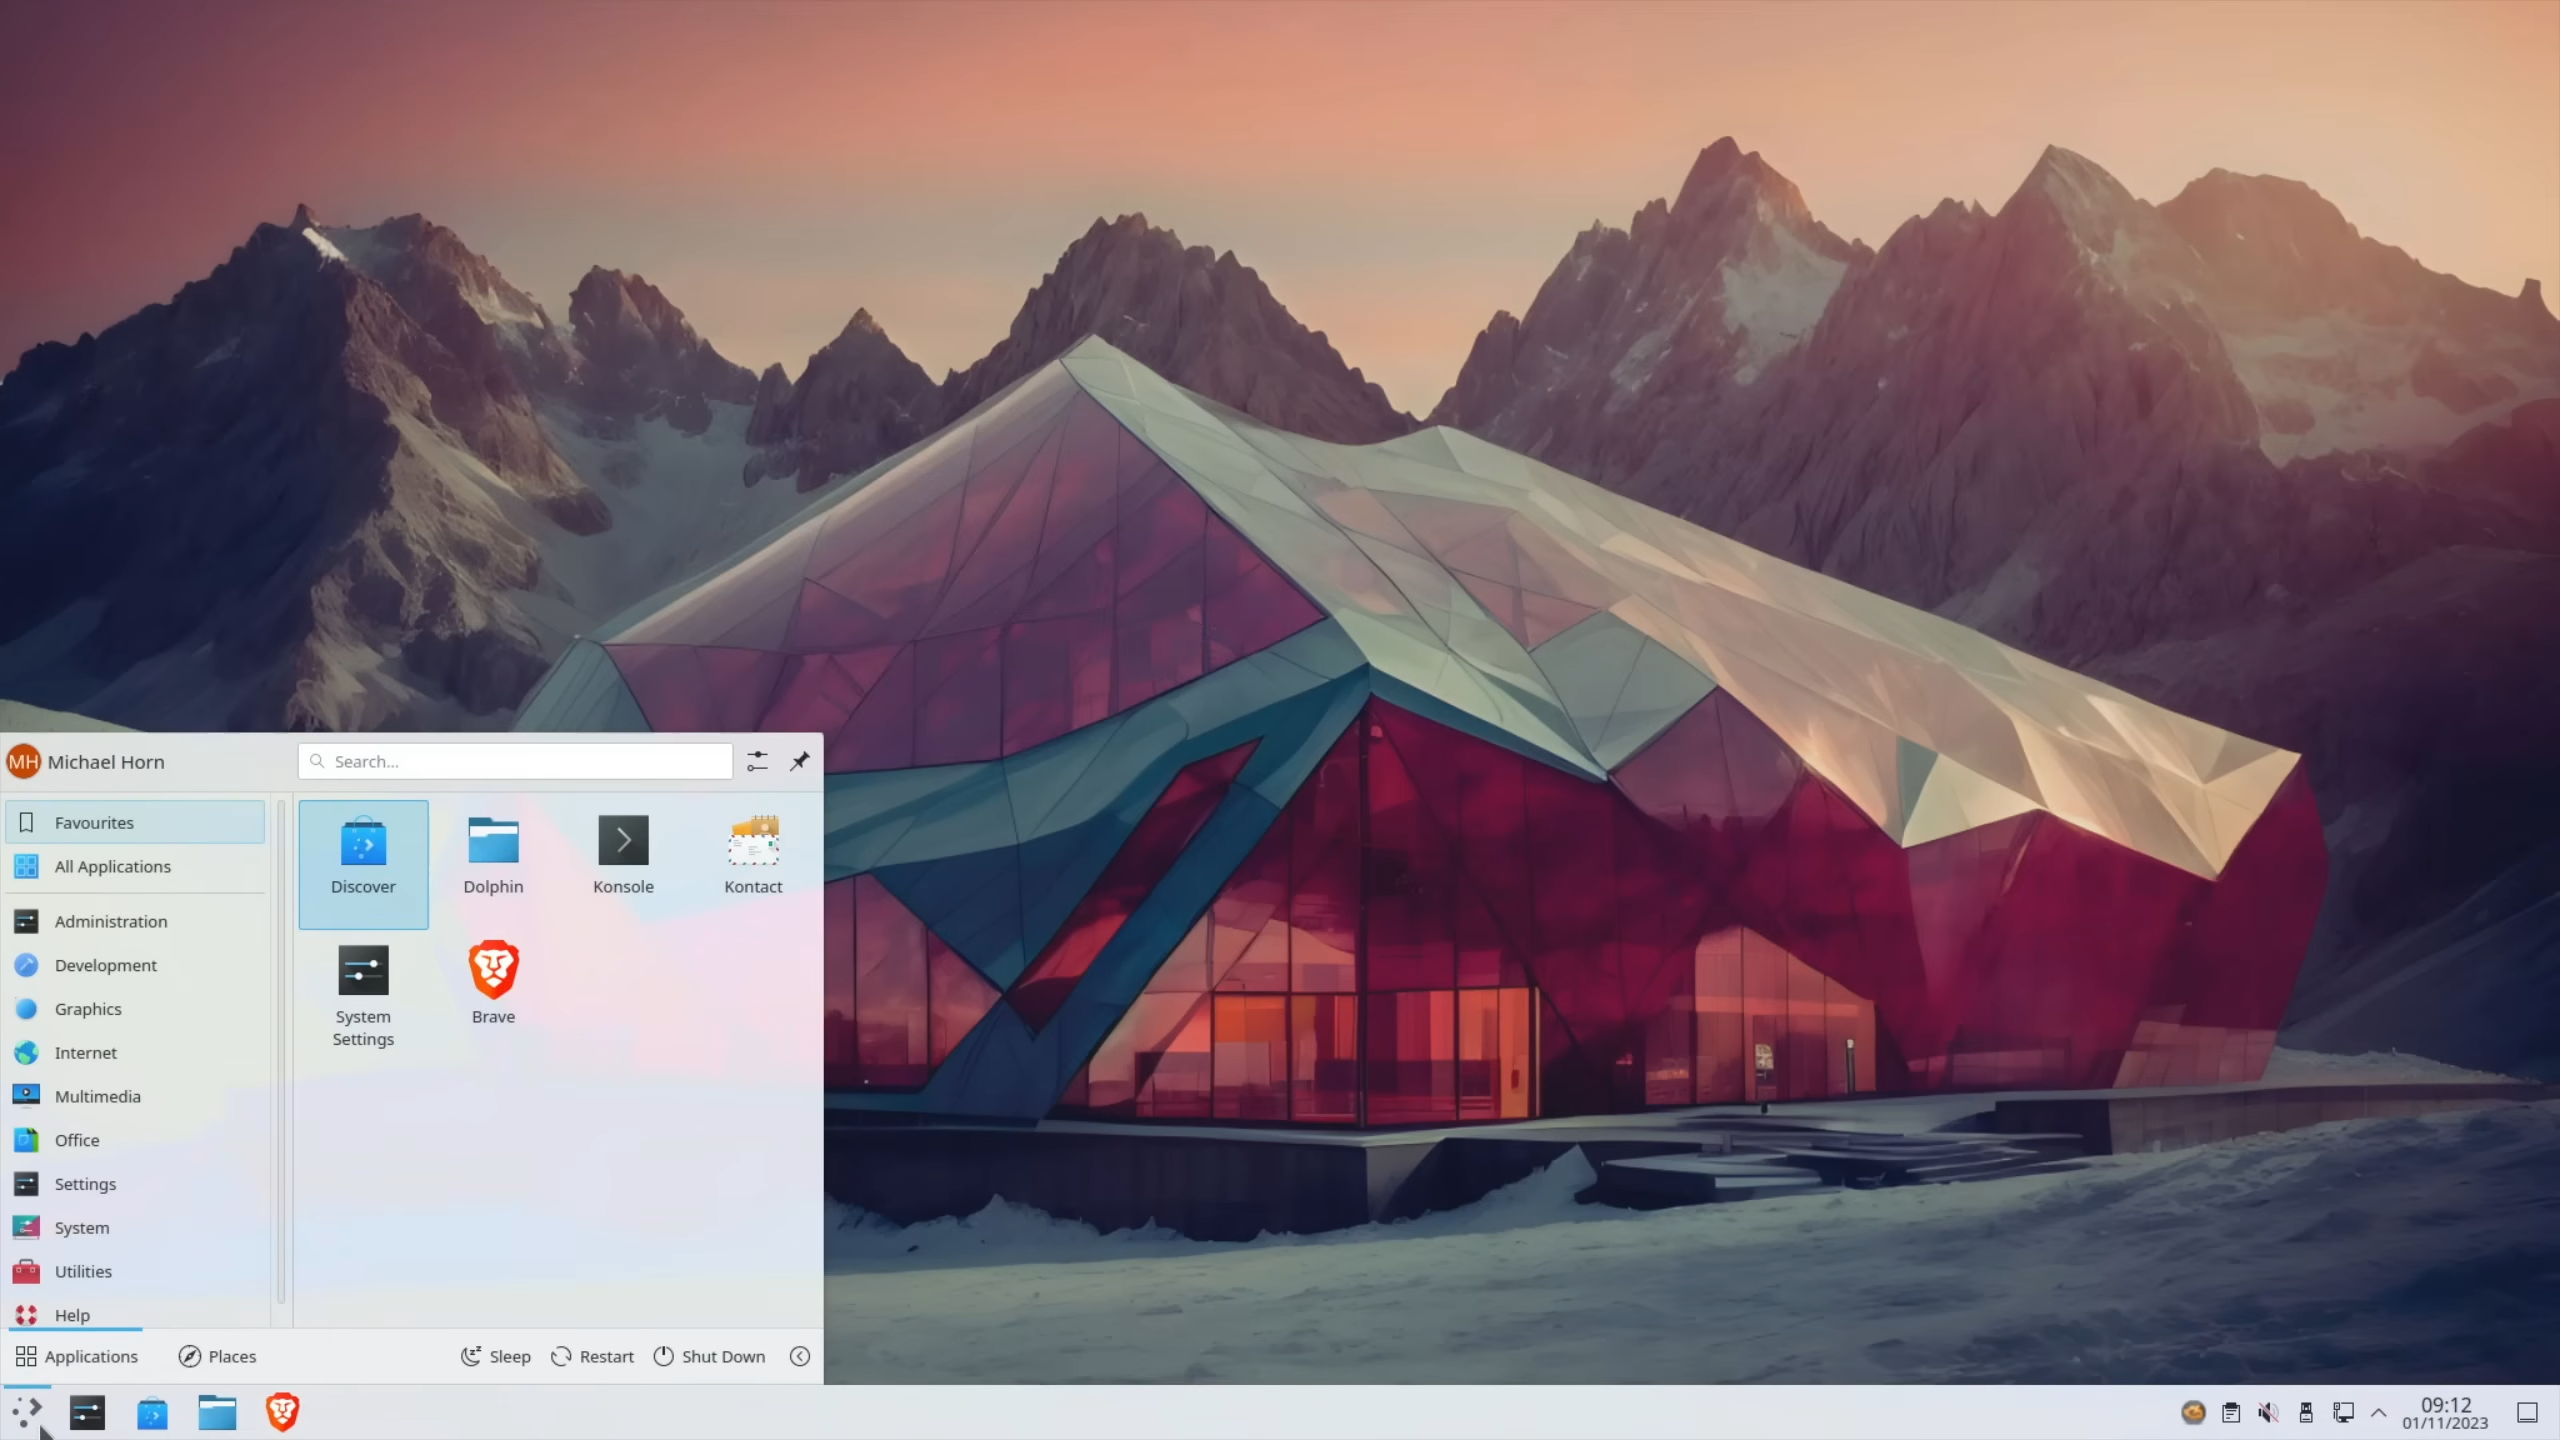 MH Michael Horn
Search...
Favourites
All Applications
Administration
Development
Graphics
Internet
Multimedia
Office
Settings
System
Utilities
Help
Discover
Dolphin
Konsole
Kontact
System
Settings
Brave
Applications
Places
Sleep
Restart
Shut Down
09:12
01/11/2023